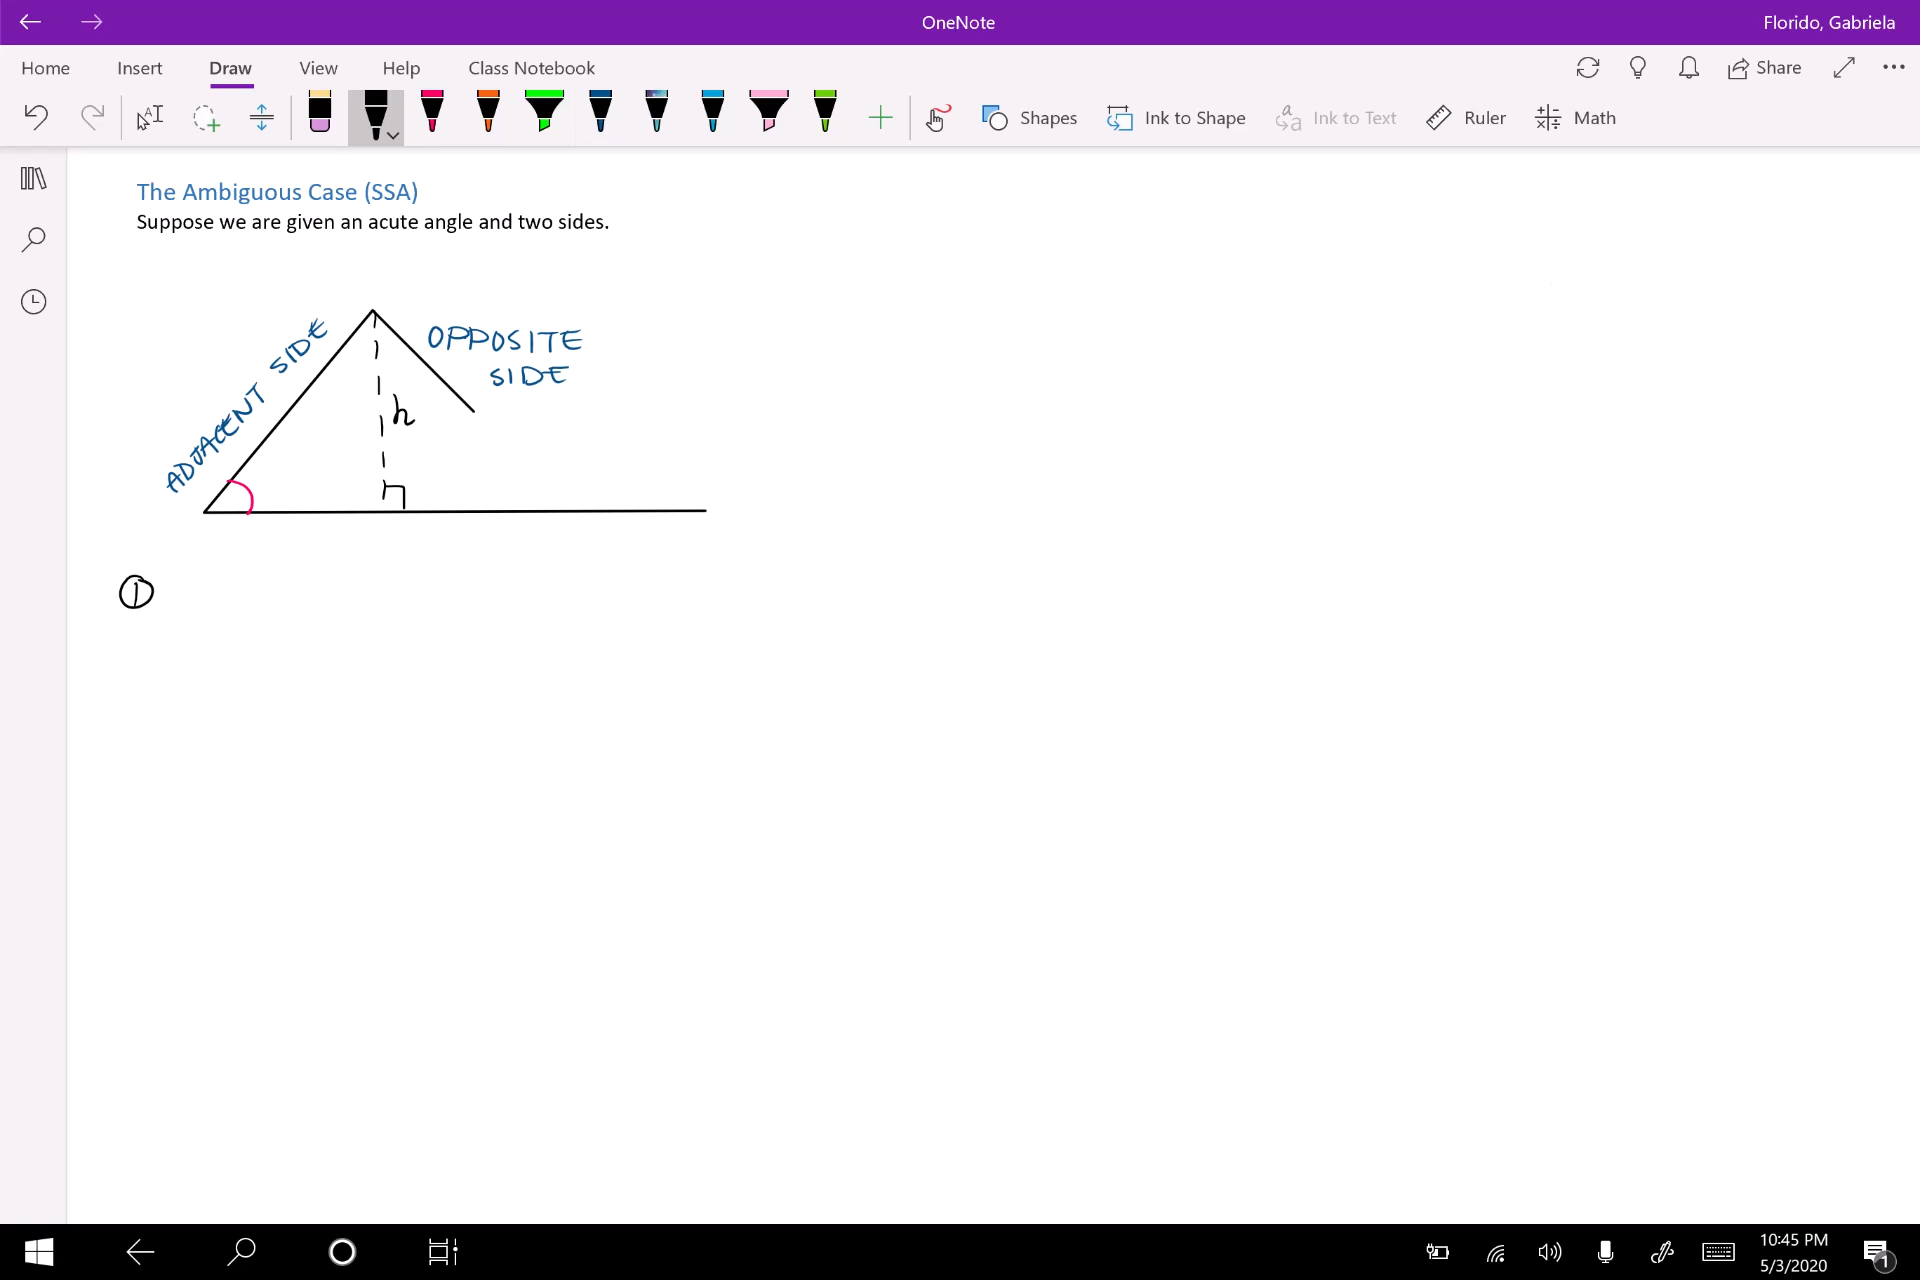 OneNote
Florido, Gabriela
Home Insert Draw View Help Class Notebook Share
Shapes Ink to Shape Ink to Text Ruler Math
The Ambiguous Case (SSA)
Suppose we are given an acute angle and two sides.
ADJACENT SIDE
OPPOSITE
SIDE
h
1
10:45 PM
5/3/2020
1